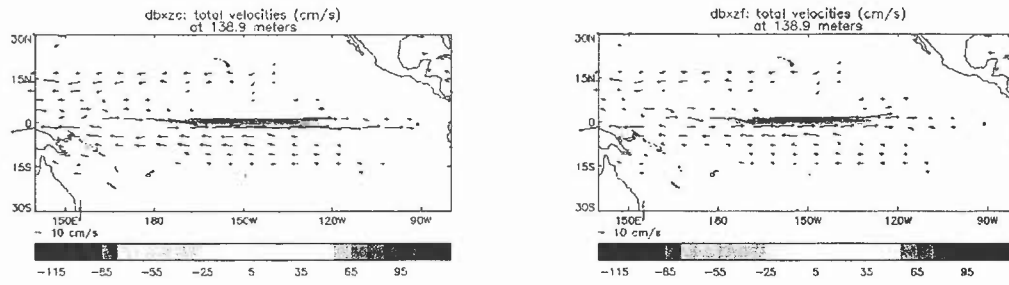 dbxzc: total velocities (cm/s)
at 138.9 meters
30N
15N
0
15S
30S
150E
180
150W
120W
90W
~ 10 cm/s
-115 -85 -55 -25 5 35 65 95
dbxzf: total velocities (cm/s)
at 138.9 meters
30N
15N
0
15S
30S
150E
180
150W
120W
90W
~ 10 cm/s
-115 -85 -55 -25 5 35 65 95